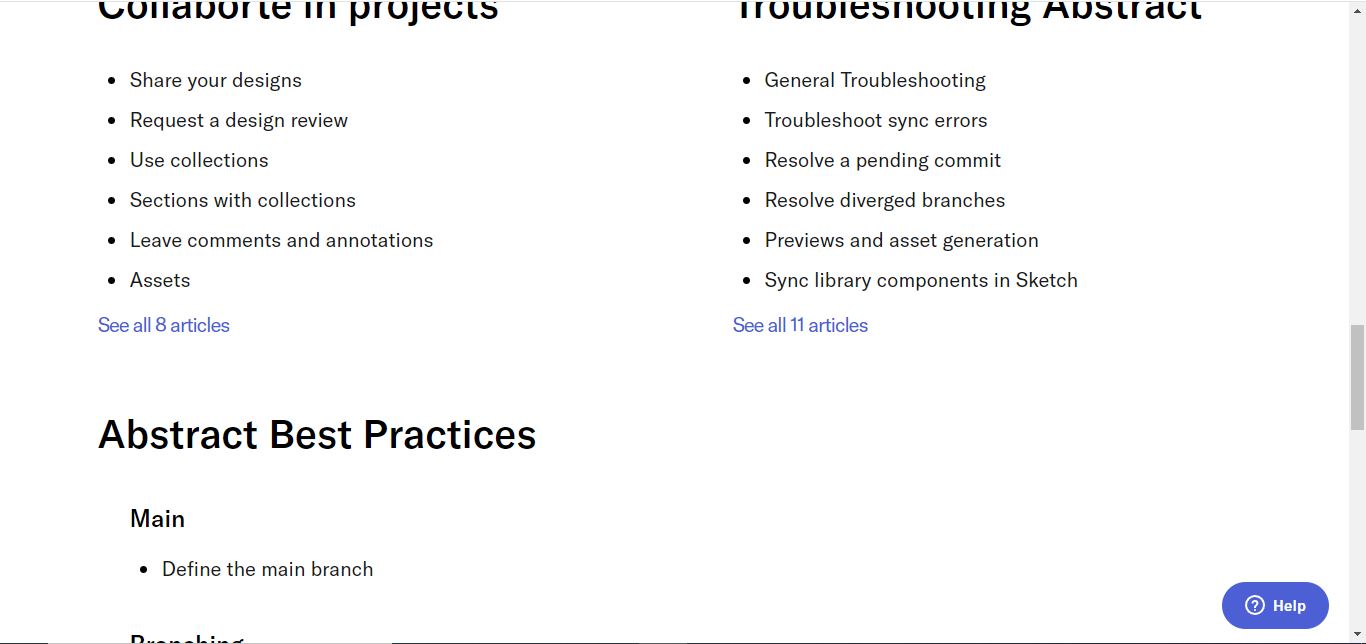 Collaborte in projects
Share your designs
Request a design review
Use collections
Sections with collections
Leave comments and annotations
Assets
See all 8 articles
Troubleshooting Abstract
General Troubleshooting
Troubleshoot sync errors
Resolve a pending commit
Resolve diverged branches
Previews and asset generation
Sync library components in Sketch
See all 11 articles
Abstract Best Practices
Main
Define the main branch
Branching
Help